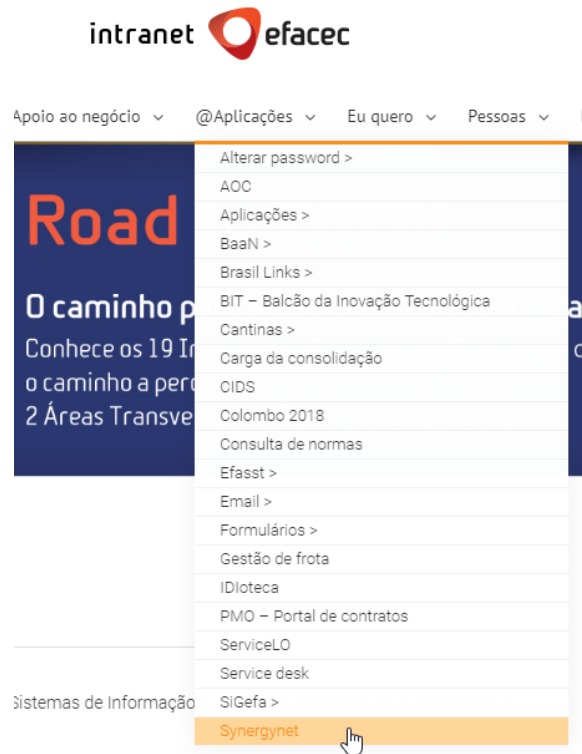 intranet efacec
Apoio ao negócio @Aplicações Eu quero Pessoas
Alterar password >
AOC
Road
Aplicações >
BaaN >
Brasil Links >
O caminho
BIT – Balcão da Inovação Tecnológica
Cantinas >
Conhece os 19
Carga da consolidação
o caminho a
CIDS
2 Áreas
Colombo 2018
Consulta de normas
Efasst >
Email >
Formulários >
Gestão de frota
IDIoteca
PMO – Portal de contratos
ServiceLO
Service desk
Sistemas de Informação
SiGefa >
Synergynet